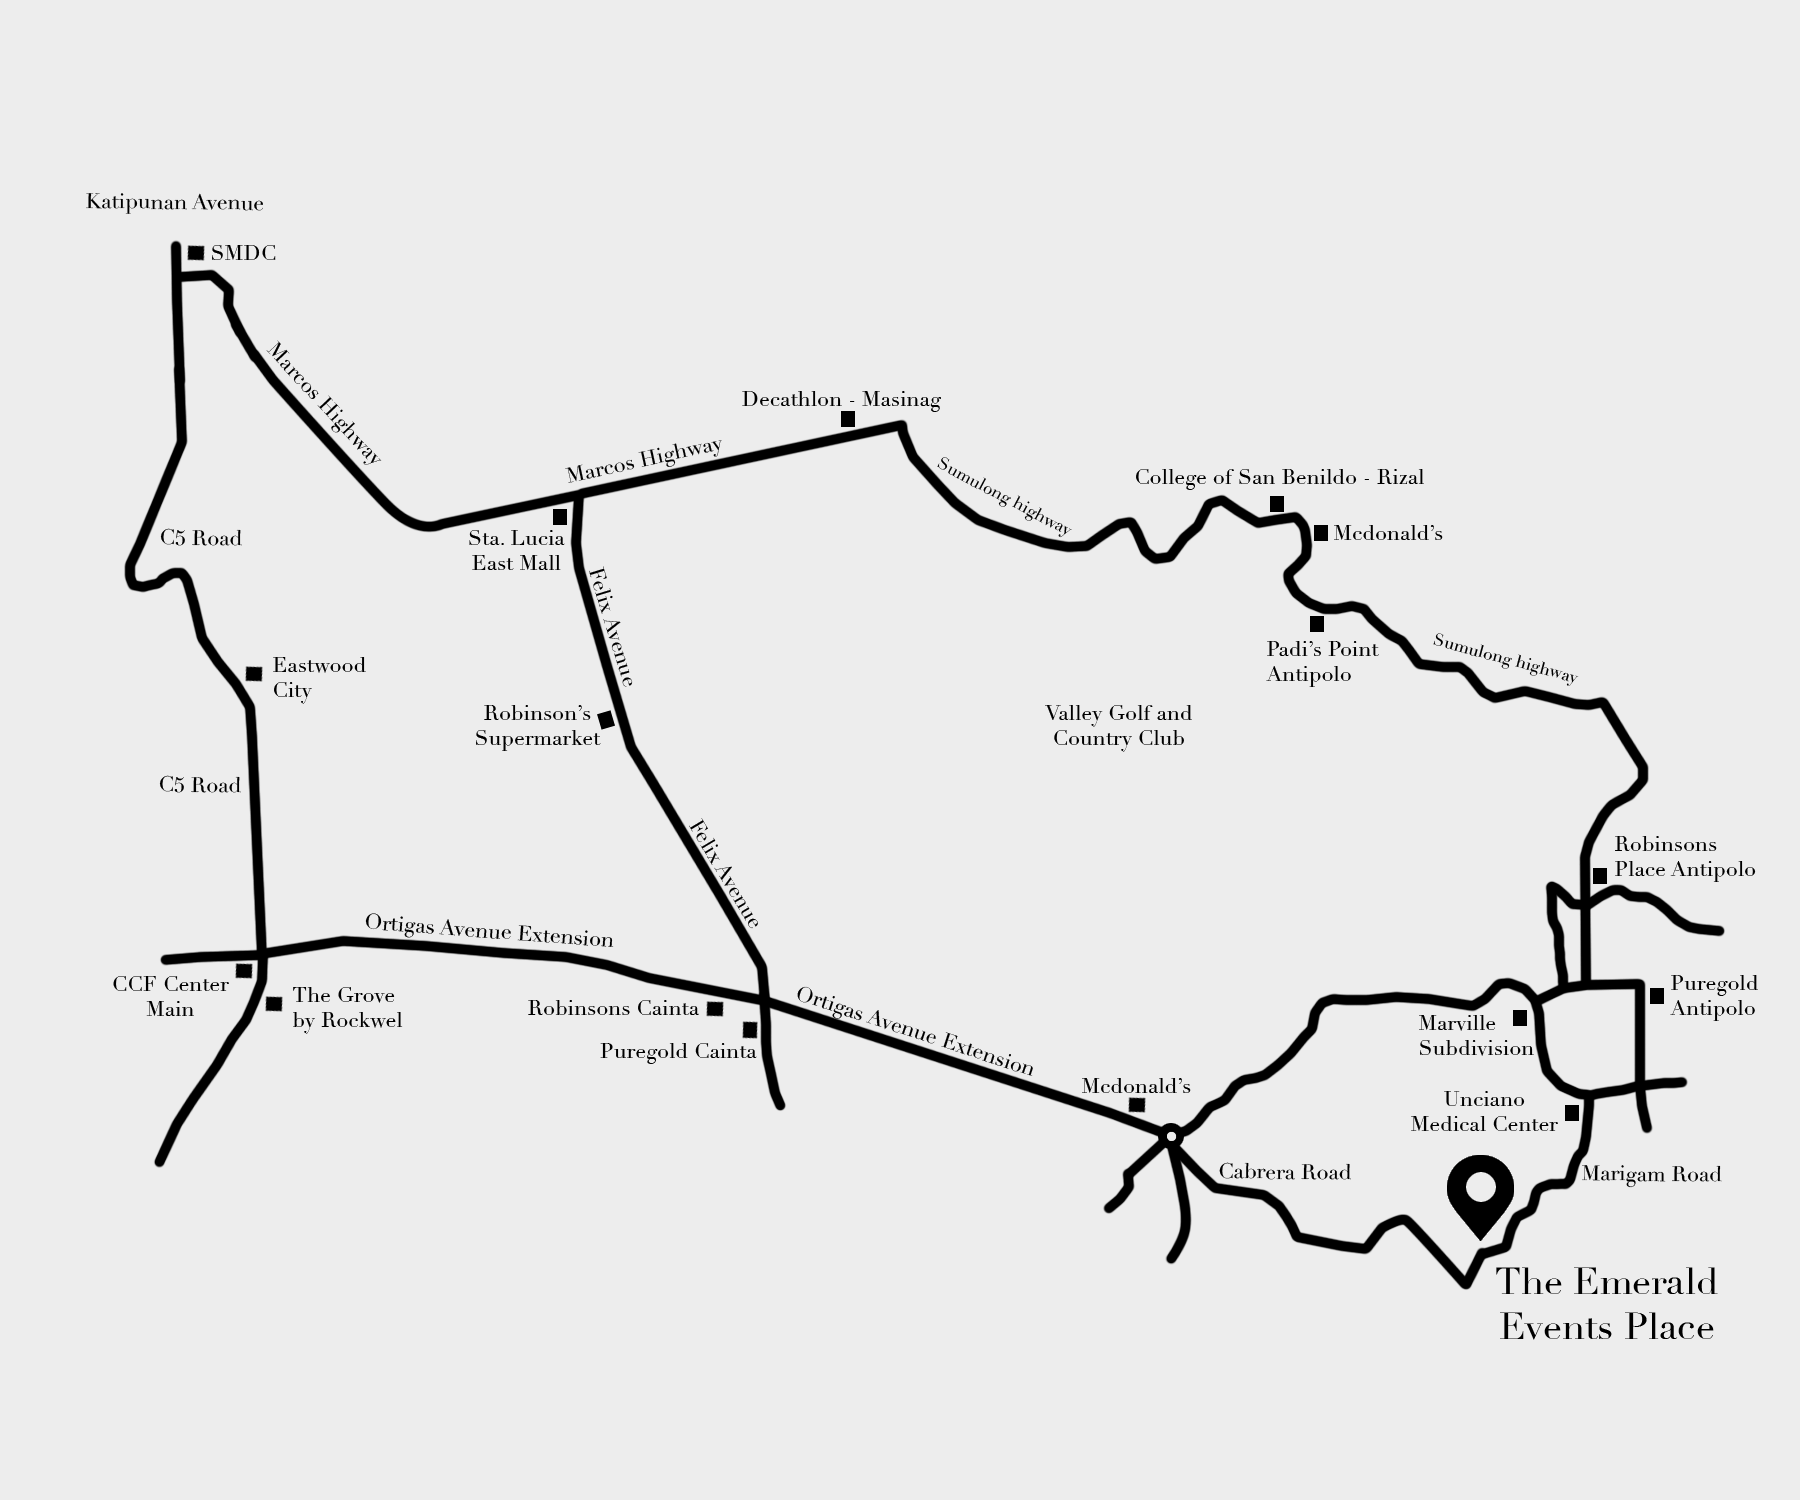 Katipunan Avenue
SMDC
Marcos Highway
Decathlon - Masinag
Marcos Highway
Sumulong highway
College of San Benildo - Rizal
Mcdonald's
C5 Road
Sta. Lucia
East Mall
Felix Avenue
Padi's Point
Antipolo
Sumulong highway
Eastwood
City
Robinson's
Supermarket
Valley Golf and
Country Club
C5 Road
Felix Avenue
Robinsons
Place Antipolo
Ortigas Avenue Extension
CCF Center
Main
The Grove
by Rockwel
Robinsons Cainta
Puregold Cainta
Ortigas Avenue Extension
Puregold
Antipolo
Marville
Subdivision
Mcdonald's
Unciano
Medical Center
Cabrera Road
Marigam Road
The Emerald
Events Place